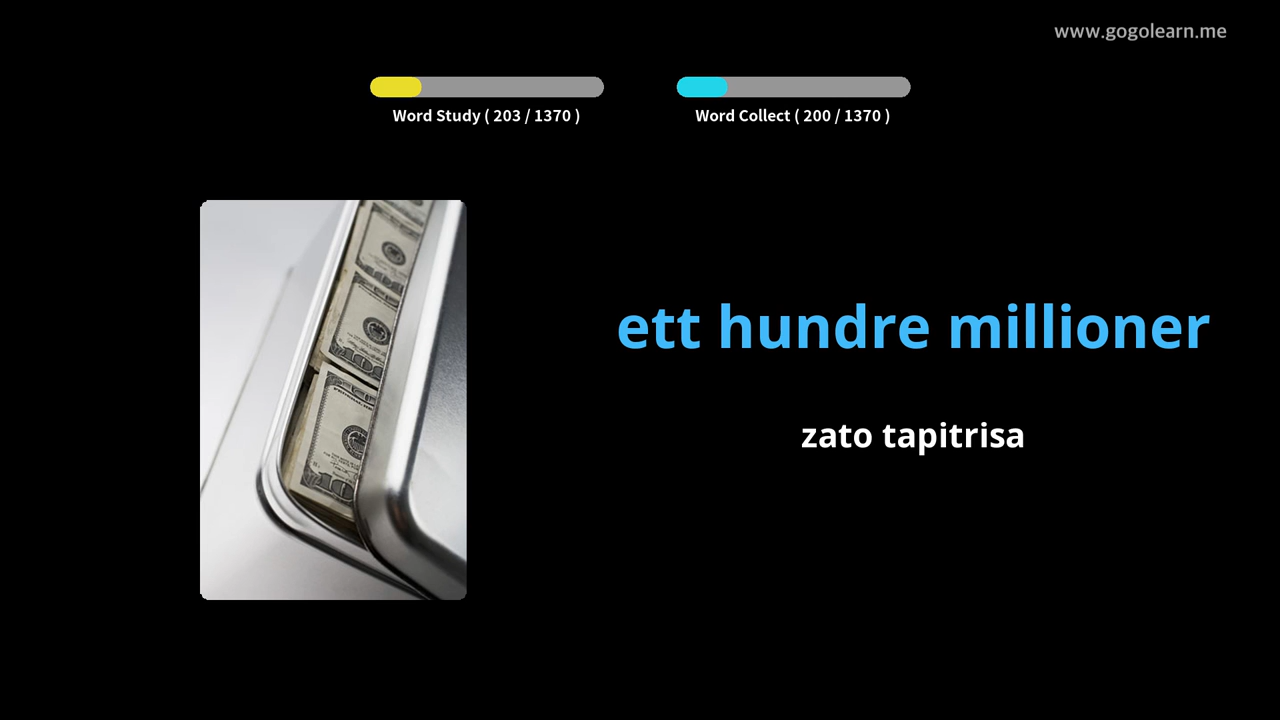 www.gogolearn.me
Word Study ( 203 / 1370 )
Word Collect ( 200 / 1370 )
ett hundre millioner
zato tapitrisa